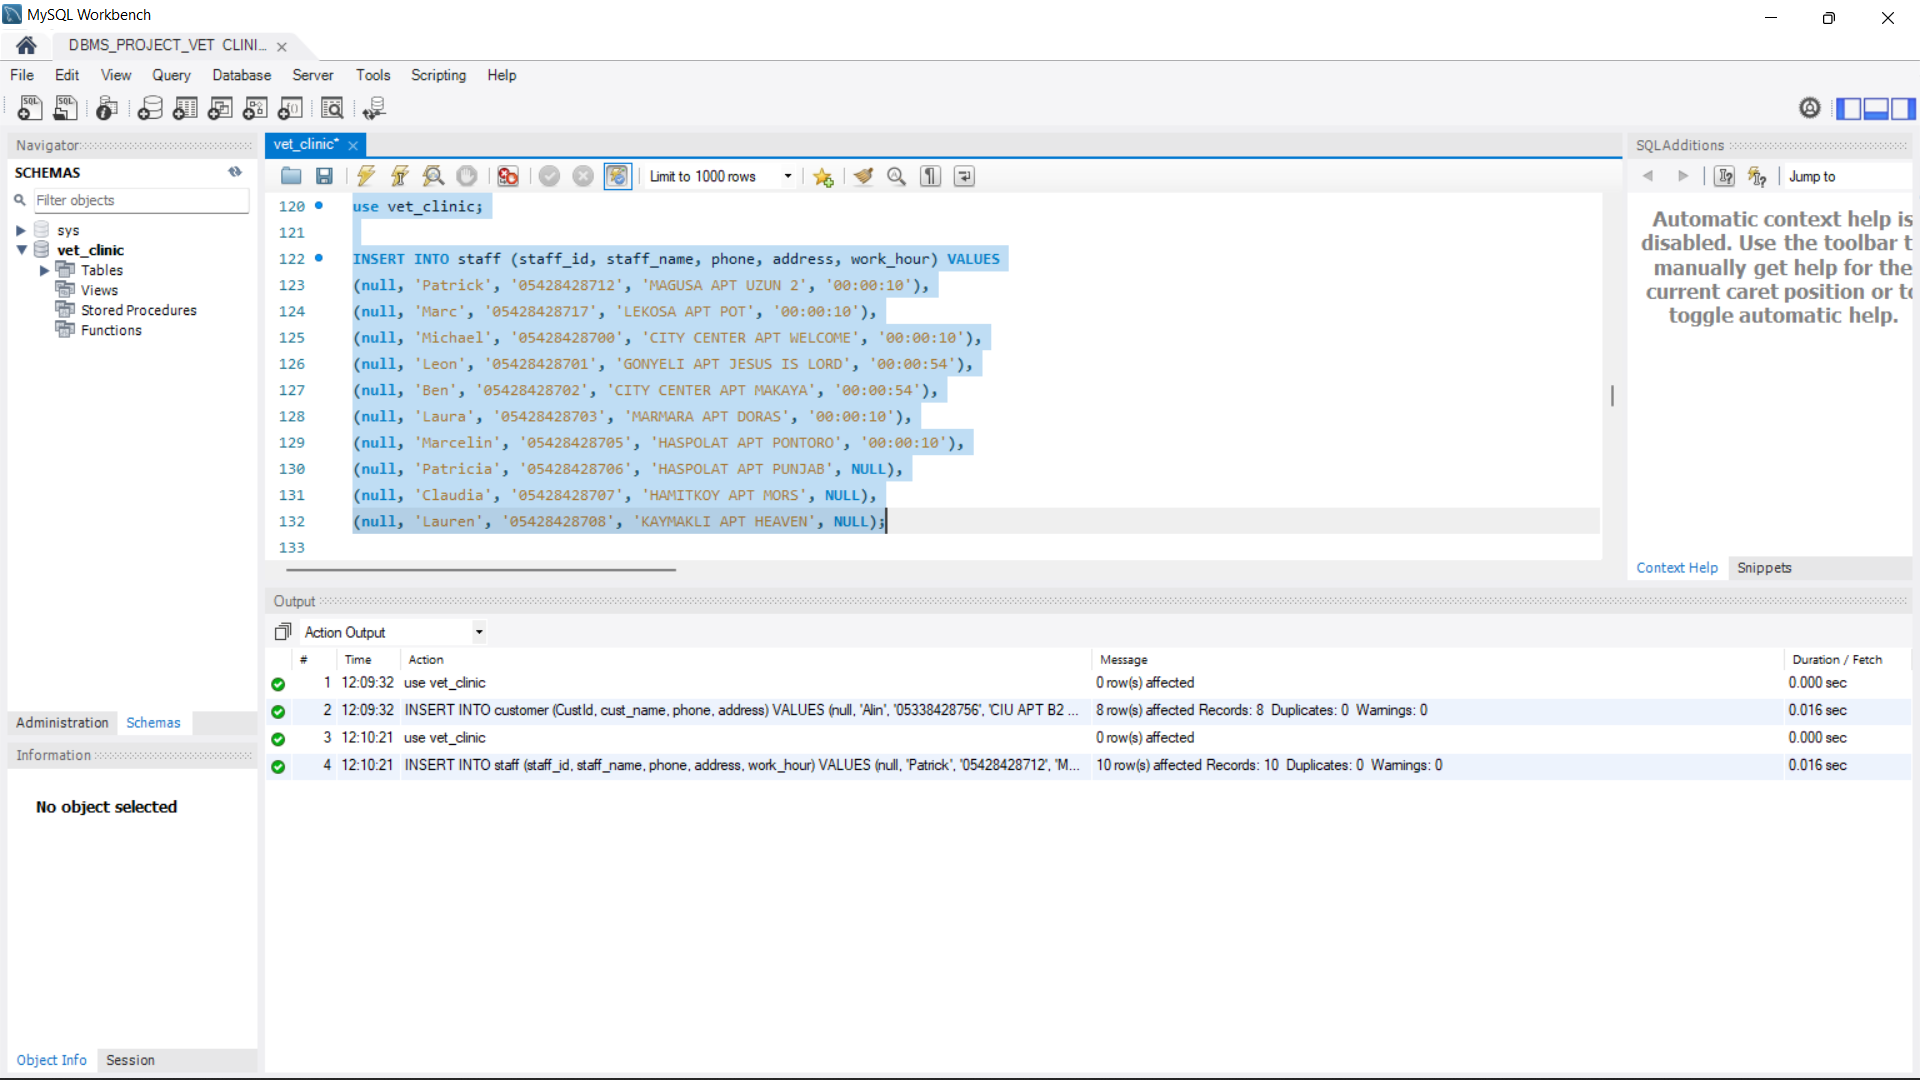 MySQL Workbench
DBMS_PROJECT_VET CLINI...
File Edit View Query Database Server Tools Scripting Help
Navigator
SCHEMAS
Filter objects
sys
vet_clinic
Tables
Views
Stored Procedures
Functions
Administration Schemas
Information
No object selected
Object Info Session
vet_clinic*
Limit to 1000 rows
120 use vet_clinic;
121
122 INSERT INTO staff (staff_id, staff_name, phone, address, work_hour) VALUES
123 (null, 'Patrick', '05428428712', 'MAGUSA APT UZUN 2', '00:00:10'),
124 (null, 'Marc', '05428428717', 'LEKOSA APT POT', '00:00:10'),
125 (null, 'Michael', '05428428700', 'CITY CENTER APT WELCOME', '00:00:10'),
126 (null, 'Leon', '05428428701', 'GONYELI APT JESUS IS LORD', '00:00:54'),
127 (null, 'Ben', '05428428702', 'CITY CENTER APT MAKAYA', '00:00:54'),
128 (null, 'Laura', '05428428703', 'MARMARA APT DORAS', '00:00:10'),
129 (null, 'Marcelin', '05428428705', 'HASPOLAT APT PONTORO', '00:00:10'),
130 (null, 'Patricia', '05428428706', 'HASPOLAT APT PUNJAB', NULL),
131 (null, 'Claudia', '05428428707', 'HAMITKOY APT MORS', NULL),
132 (null, 'Lauren', '05428428708', 'KAYMAKLI APT HEAVEN', NULL);
133
SQLAdditions
Jump to
Automatic context help is
disabled. Use the toolbar t
manually get help for the
current caret position or to
toggle automatic help.
Context Help Snippets
Output
Action Output
# Time Action Message Duration / Fetch
1 12:09:32 use vet_clinic 0 row(s) affected 0.000 sec
2 12:09:32 INSERT INTO customer (CustId, cust_name, phone, address) VALUES (null, 'Alin', '05338428756', 'CIU APT B2 ... 8 row(s) affected Records: 8 Duplicates: 0 Warnings: 0 0.016 sec
3 12:10:21 use vet_clinic 0 row(s) affected 0.000 sec
4 12:10:21 INSERT INTO staff (staff_id, staff_name, phone, address, work_hour) VALUES (null, 'Patrick', '05428428712', 'M... 10 row(s) affected Records: 10 Duplicates: 0 Warnings: 0 0.016 sec